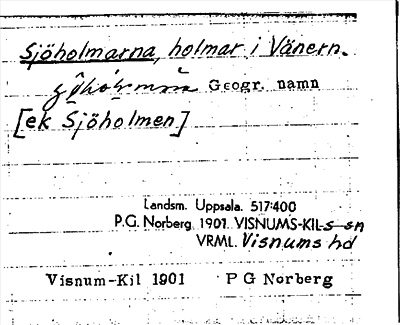 Sjöholmarna, holmar i Vänern.
Geogr. namn
[ek Sjöholmen]
Landsm. Uppsala. 517:400
P.G. Norberg 1901. VISNUMS-KIL-s sn
VRML. Visnums hd
Visnum-Kil 1901 P G Norberg